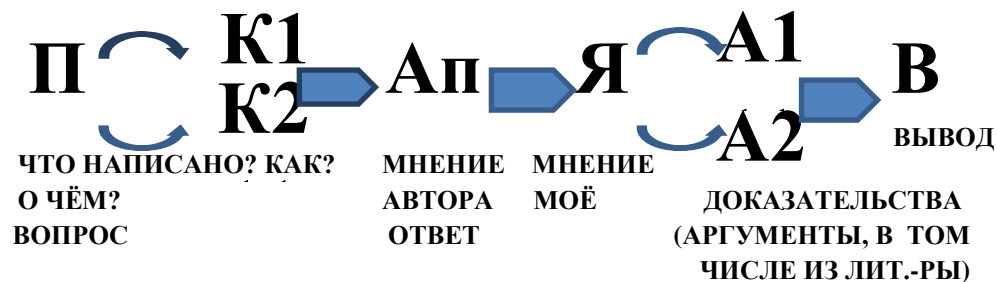 П К1 Ап Я А1 В
К2 А2
ВЫВОД
ЧТО НАПИСАНО? КАК? МНЕНИЕ МНЕНИЕ
О ЧЁМ? АВТОРА МОЁ ДОКАЗАТЕЛЬСТВА
ВОПРОС ОТВЕТ (АРГУМЕНТЫ, В ТОМ
ЧИСЛЕ ИЗ ЛИТ.-РЫ)